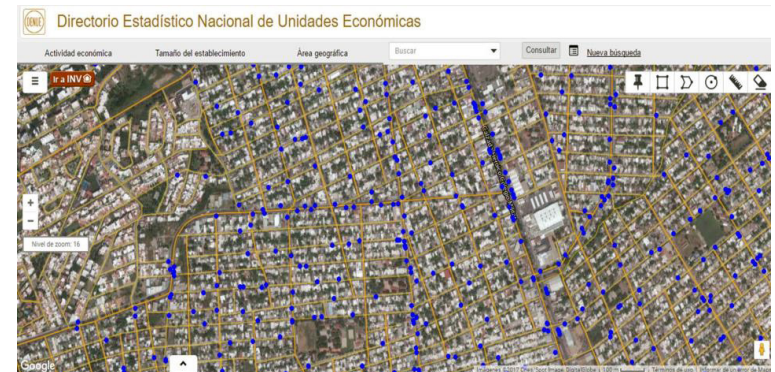 DENUE
Directorio Estadístico Nacional de Unidades Económicas
Actividad económica Tamaño del establecimiento Área geográfica Buscar Consultar Nueva búsqueda
Ir a INV
Nivel de zoom: 16
Google